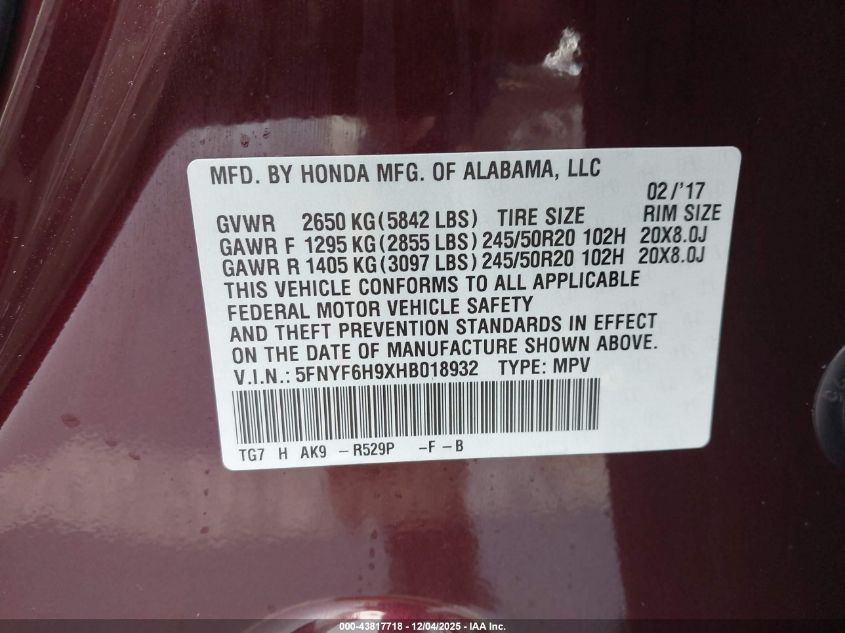 MFD. BY HONDA MFG. OF ALABAMA, LLC
02/'17
GVWR 2650 KG(5842 LBS) TIRE SIZE RIM SIZE
GAWR F 1295 KG(2855 LBS) 245/50R20 102H 20X8.0J
GAWR R 1405 KG(3097 LBS) 245/50R20 102H 20X8.0J
THIS VEHICLE CONFORMS TO ALL APPLICABLE
FEDERAL MOTOR VEHICLE SAFETY
AND THEFT PREVENTION STANDARDS IN EFFECT
ON THE DATE OF MANUFACTURE SHOWN ABOVE.
V.I.N.: 5FNYF6H9XHB018932 TYPE: MPV
TG7 H AK9 -R529P -F-B
000-43817718 - 12/04/2025 - IAA Inc.